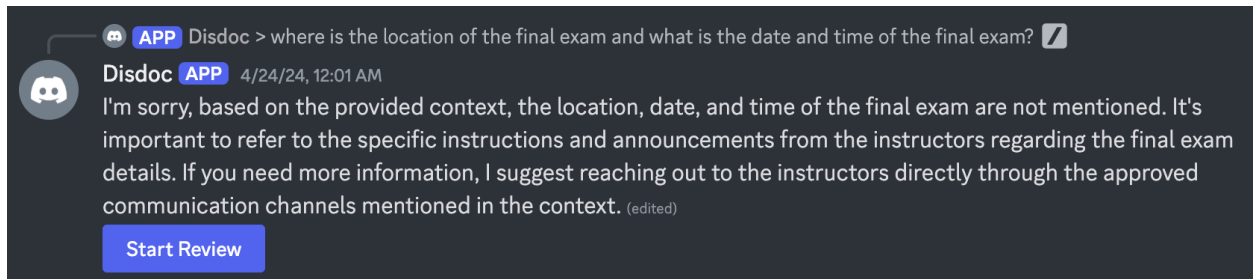 APP Disdoc > where is the location of the final exam and what is the date and time of the final exam?
Disdoc APP 4/24/24, 12:01 AM
I'm sorry, based on the provided context, the location, date, and time of the final exam are not mentioned. It's
important to refer to the specific instructions and announcements from the instructors regarding the final exam
details. If you need more information, I suggest reaching out to the instructors directly through the approved
communication channels mentioned in the context. (edited)
Start Review